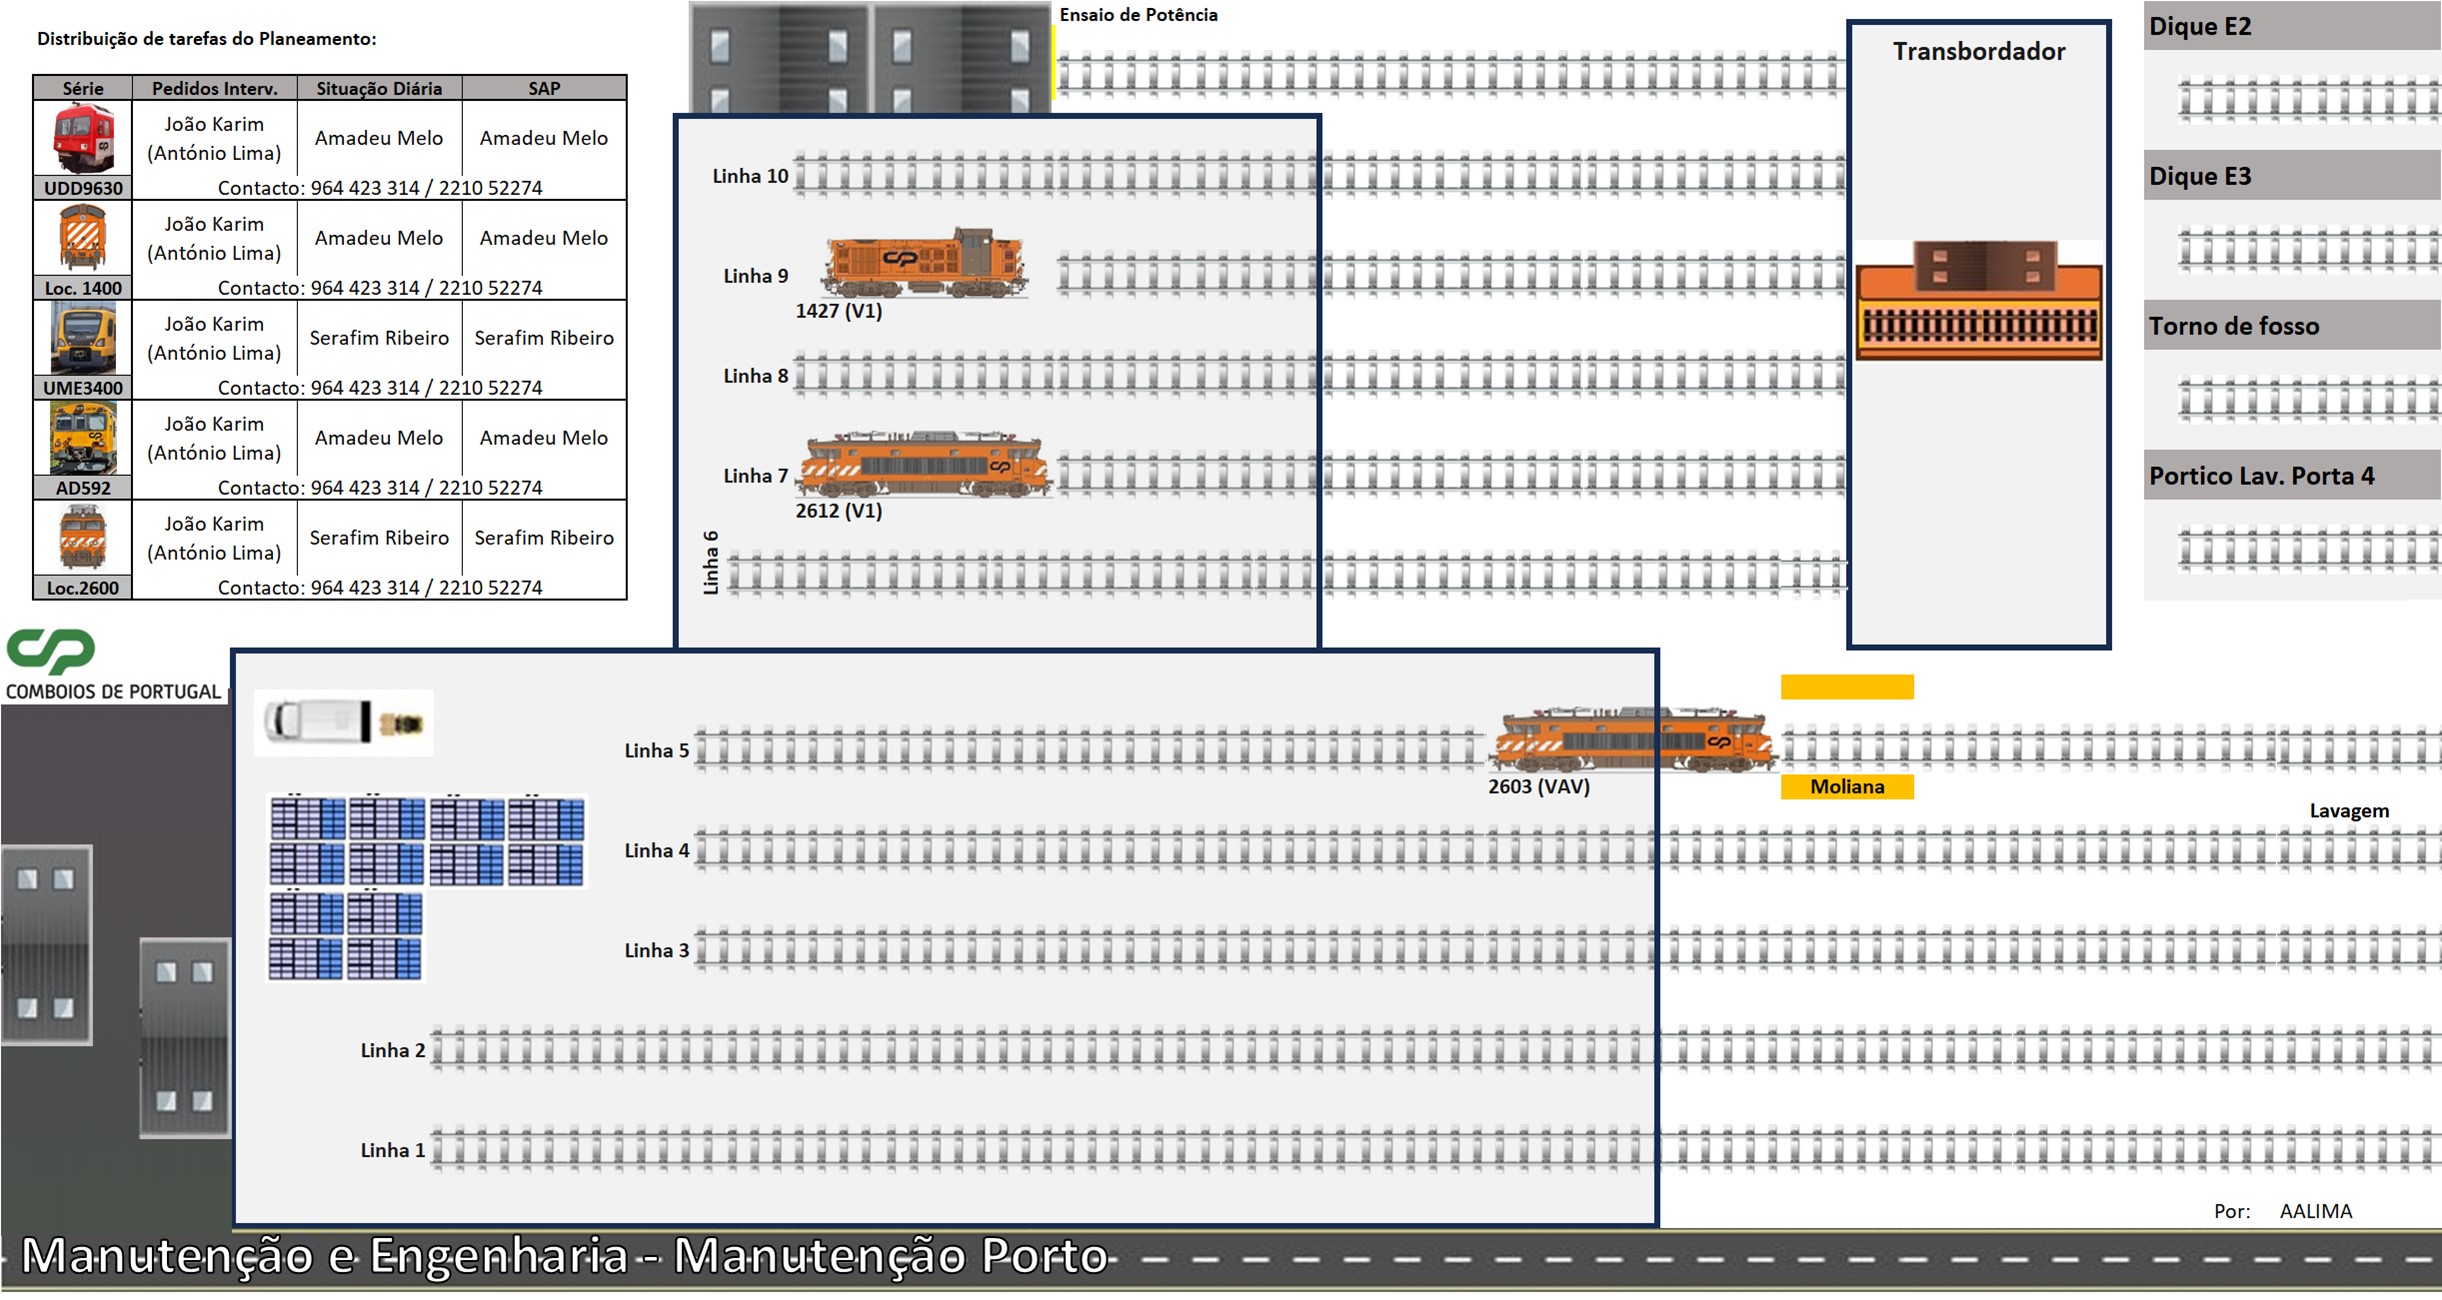 Distribuição de tarefas do Planeamento:
Série Pedidos Interv. Situação Diária SAP
João Karim
(António Lima) Amadeu Melo Amadeu Melo
UDD9630 Contacto: 964 423 314 / 2210 52274
João Karim
(António Lima) Amadeu Melo Amadeu Melo
Loc. 1400 Contacto: 964 423 314 / 2210 52274
João Karim
(António Lima) Serafim Ribeiro Serafim Ribeiro
UME3400 Contacto: 964 423 314 / 2210 52274
João Karim
(António Lima) Amadeu Melo Amadeu Melo
AD592 Contacto: 964 423 314 / 2210 52274
João Karim
(António Lima) Serafim Ribeiro Serafim Ribeiro
Loc.2600 Contacto: 964 423 314 / 2210 52274
Ensaio de Potência
Transbordador
Linha 10
Linha 9
CP
1427 (V1)
Linha 8
Linha 7
CP
2612 (V1)
Linha 6
Dique E2
Dique E3
Torno de fosso
Portico Lav. Porta 4
CP
COMBOIOS DE PORTUGAL
Linha 5
CP
2603 (VAV)
Moliana
Lavagem
Linha 4
Linha 3
Linha 2
Linha 1
Por: AALIMA
Manutenção e Engenharia - Manutenção Porto